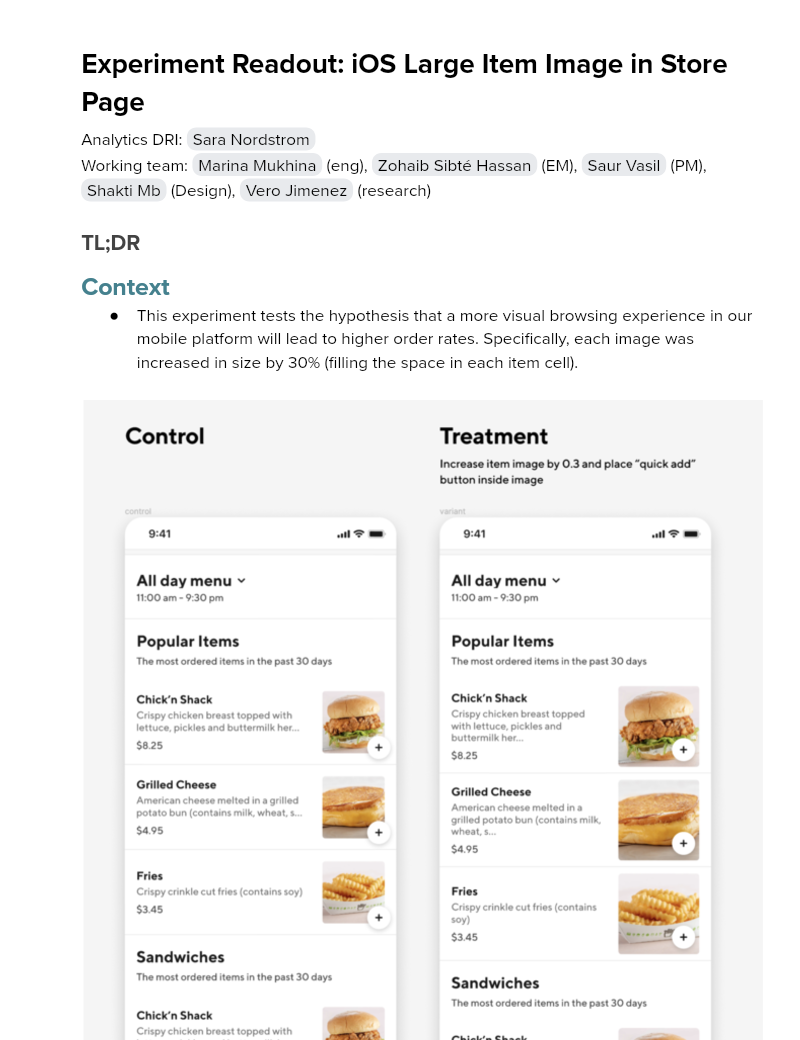 Experiment Readout: iOS Large Item Image in Store
Page
Analytics DRI: Sara Nordstrom
Working team: Marina Mukhina (eng), Zohaib Sibté Hassan (EM), Saur Vasil (PM),
Shakti Mb (Design), Vero Jimenez (research)
TL;DR
Context
● This experiment tests the hypothesis that a more visual browsing experience in our
mobile platform will lead to higher order rates. Specifically, each image was
increased in size by 30% (filling the space in each item cell).
Control
control
9:41
All day menu
11:00 am - 9:30 pm
Popular Items
The most ordered items in the past 30 days
Chick'n Shack
Crispy chicken breast topped with
lettuce, pickles and buttermilk her...
$8.25
+
Grilled Cheese
American cheese melted in a grilled
potato bun (contains milk, wheat, s...
$4.95
+
Fries
Crispy crinkle cut fries (contains soy)
$3.45
+
Sandwiches
The most ordered items in the past 30 days
Chick'n Shack
Crispy chicken breast topped with
Treatment
Increase item image by 0.3 and place "quick add"
button inside image
variant
9:41
All day menu
11:00 am - 9:30 pm
Popular Items
The most ordered items in the past 30 days
Chick'n Shack
Crispy chicken breast topped
with lettuce, pickles and
buttermilk her...
$8.25
+
Grilled Cheese
American cheese melted in a
grilled potato bun (contains milk,
wheat, s...
$4.95
+
Fries
Crispy crinkle cut fries (contains
soy)
$3.45
+
Sandwiches
The most ordered items in the past 30 days
Chick'n Shack